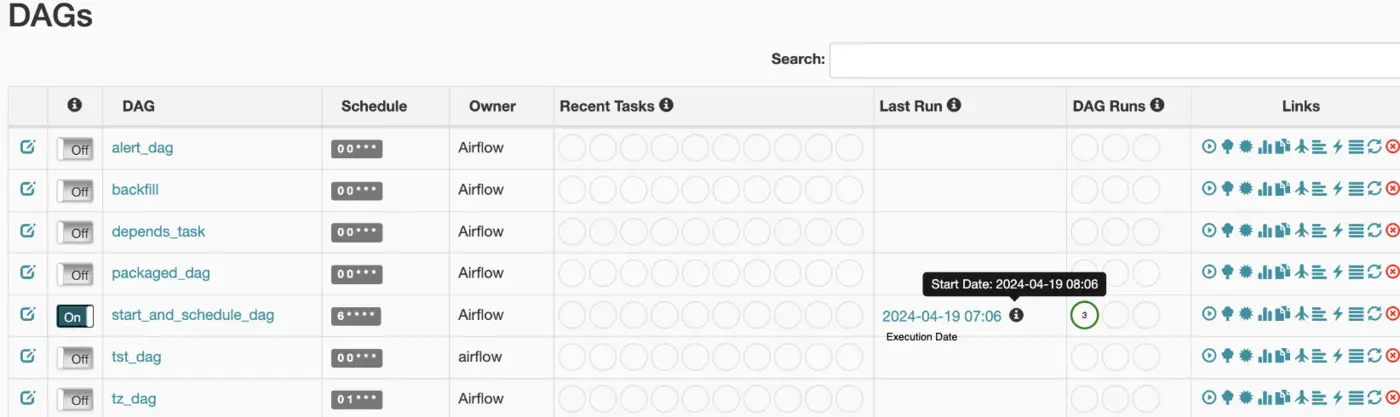 DAGs
Search:
DAG Schedule Owner Recent Tasks Last Run DAG Runs Links
Off alert_dag 0 0 * * * Airflow
Off backfill 0 0 * * * Airflow
Off depends_task 0 0 * * * Airflow
Off packaged_dag 0 0 * * * Airflow
Start Date: 2024-04-19 08:06
On start_and_schedule_dag 6 * * * * Airflow 2024-04-19 07:06 3
Execution Date
Off tst_dag 0 0 * * * airflow
Off tz_dag 0 1 * * * Airflow